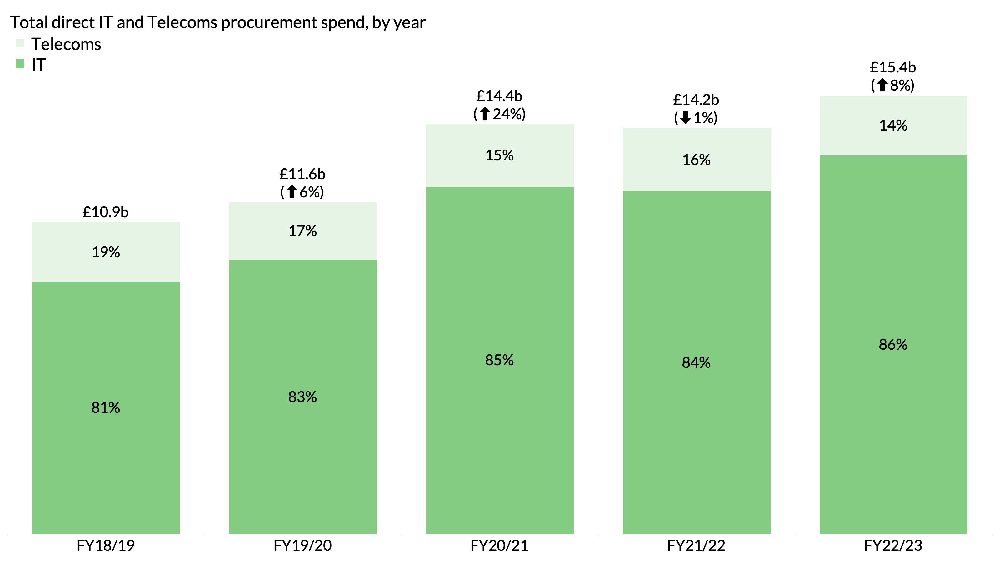 Total direct IT and Telecoms procurement spend, by year
Telecoms
IT
£10.9b
19%
81%
FY18/19
£11.6b
(⬆6%)
17%
83%
FY19/20
£14.4b
(⬆24%)
15%
85%
FY20/21
£14.2b
(⬇1%)
16%
84%
FY21/22
£15.4b
(⬆8%)
14%
86%
FY22/23